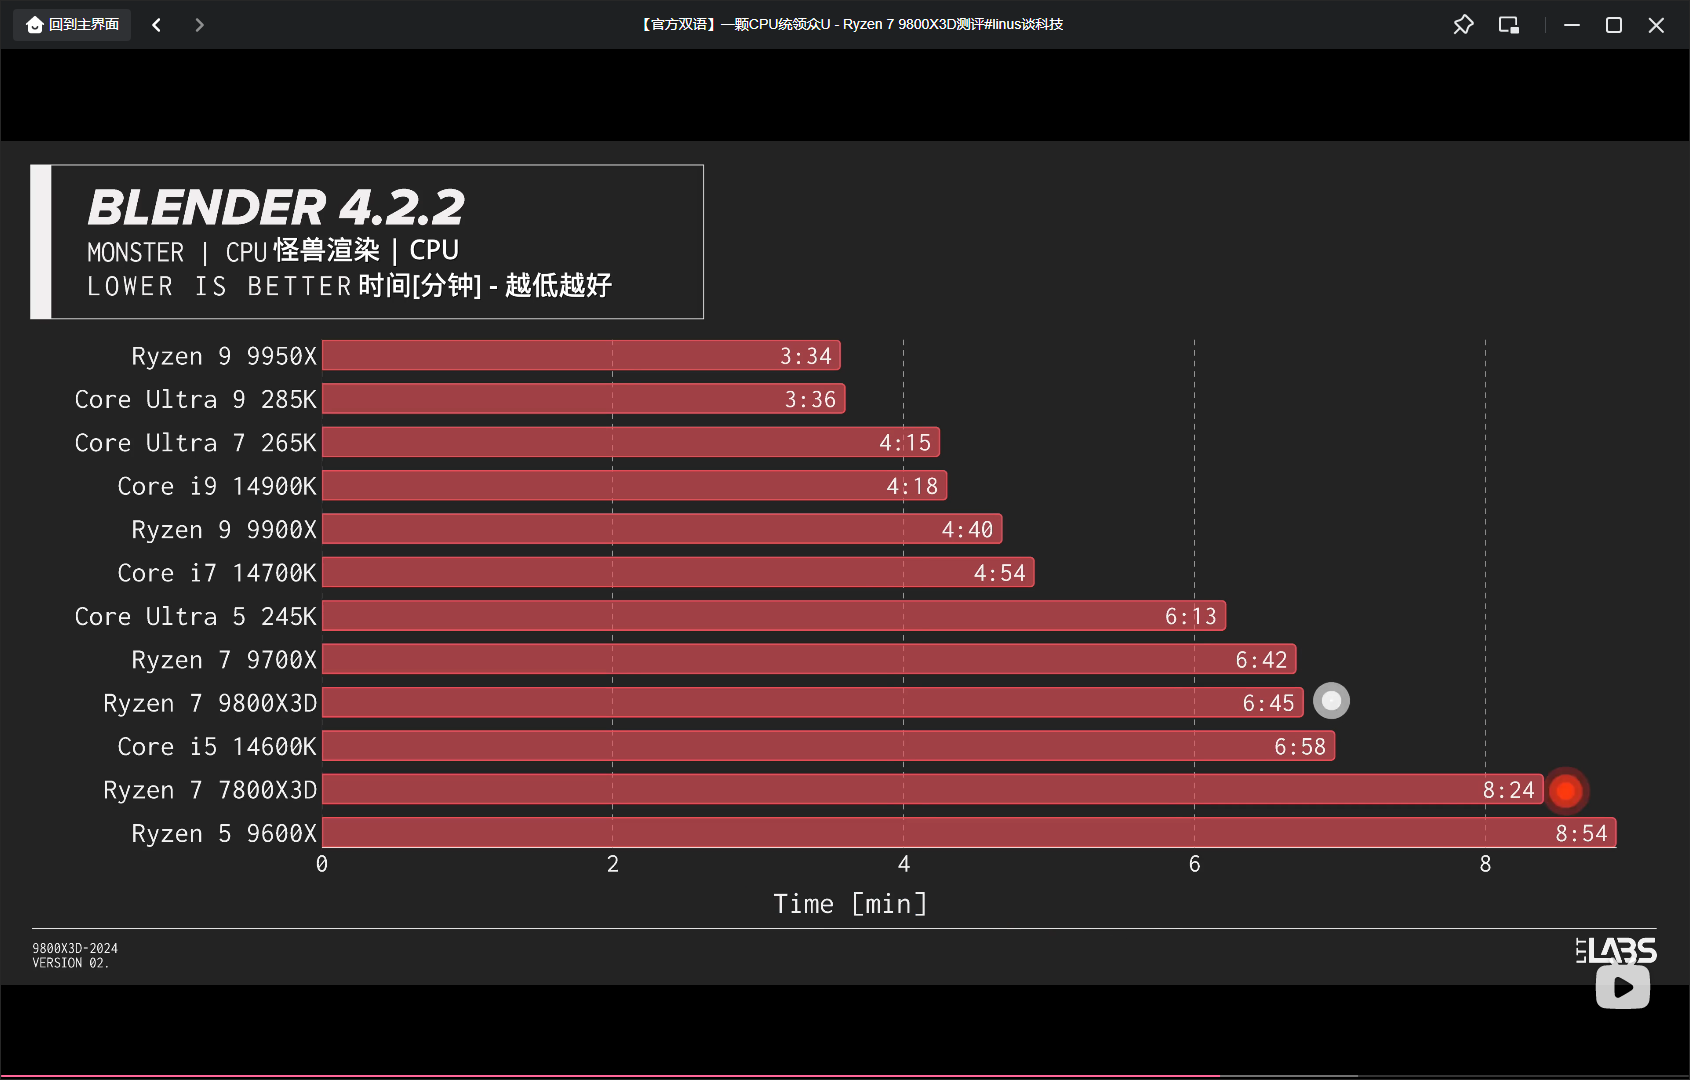 回到主界面
【官方双语】一颗CPU统领众U - Ryzen 7 9800X3D测评#linus谈科技
BLENDER 4.2.2
MONSTER | CPU 怪兽渲染 | CPU
LOWER IS BETTER 时间[分钟] - 越低越好
Ryzen 9 9950X 3:34
Core Ultra 9 285K 3:36
Core Ultra 7 265K 4:15
Core i9 14900K 4:18
Ryzen 9 9900X 4:40
Core i7 14700K 4:54
Core Ultra 5 245K 6:13
Ryzen 7 9700X 6:42
Ryzen 7 9800X3D 6:45
Core i5 14600K 6:58
Ryzen 7 7800X3D 8:24
Ryzen 5 9600X 8:54
0 2 4 6 8
Time [min]
9800X3D-2024
VERSION 02.
LTT LABS